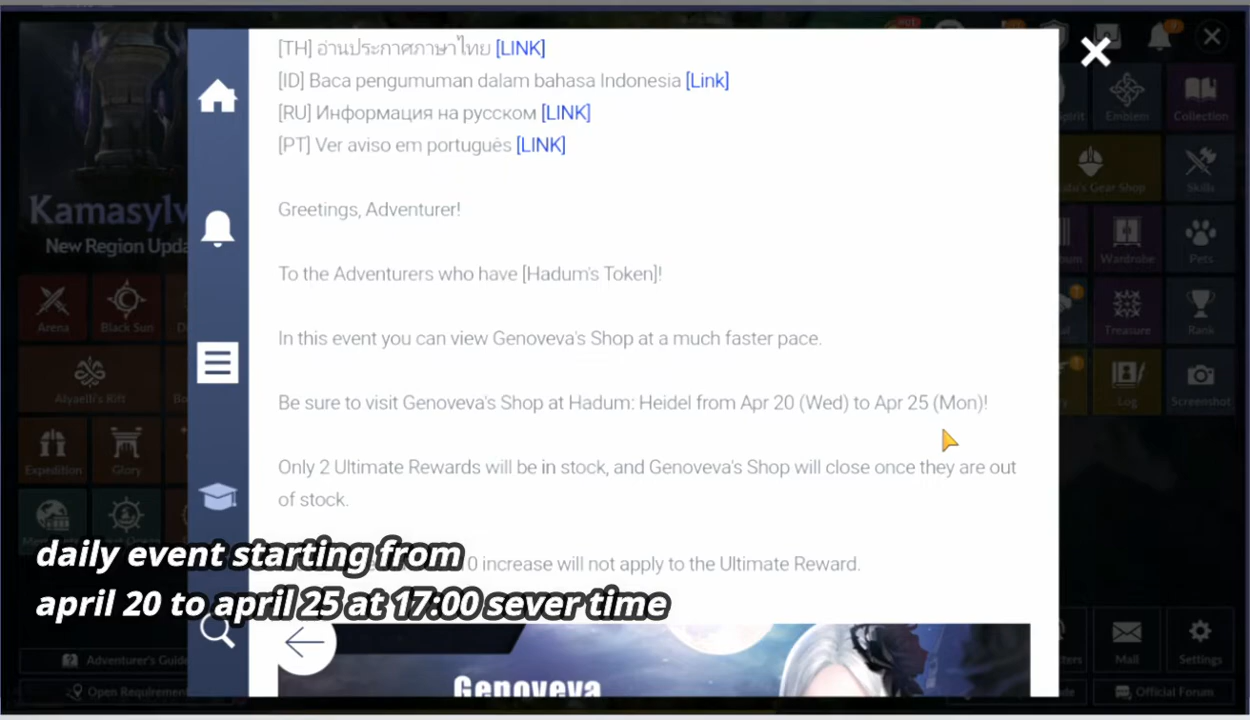 [TH] อ่านประกาศภาษาไทย [LINK]
[ID] Baca pengumuman dalam bahasa Indonesia [Link]
[RU] Информация на русском [LINK]
[PT] Ver aviso em português [LINK]
Greetings, Adventurer!
To the Adventurers who have [Hadum's Token]!
In this event you can view Genoveva's Shop at a much faster pace.
Be sure to visit Genoveva's Shop at Hadum: Heidel from Apr 20 (Wed) to Apr 25 (Mon)!
Only 2 Ultimate Rewards will be in stock, and Genoveva's Shop will close once they are out
of stock.
increase will not apply to the Ultimate Reward.
daily event starting from
april 20 to april 25 at 17:00 sever time
Genoveva
Kamasylv
New Region Upda
Arena
Black Sun
Alyaelli's Rift
Expedition
Glory
Adventurer's Guide
Open Requiremen
Emblem
Collection
Gear Shop
Skills
Wardrobe
Pets
Treasure
Rank
Log
Screenshot
Mail
Settings
Official Forum